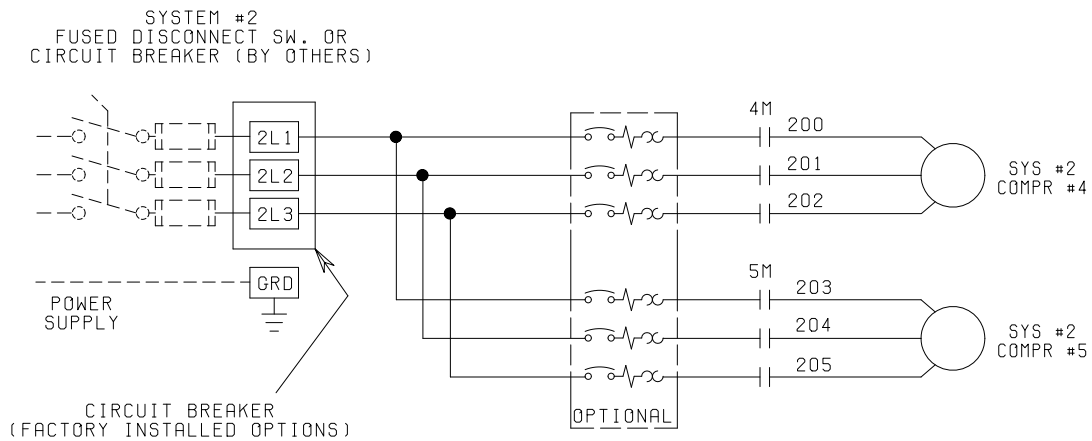 SYSTEM #2
FUSED DISCONNECT SW. OR
CIRCUIT BREAKER (BY OTHERS)
2L1
2L2
2L3
GRD
POWER
SUPPLY
CIRCUIT BREAKER
(FACTORY INSTALLED OPTIONS)
OPTIONAL
4M
200
201
202
SYS #2
COMPR #4
5M
203
204
205
SYS #2
COMPR #5